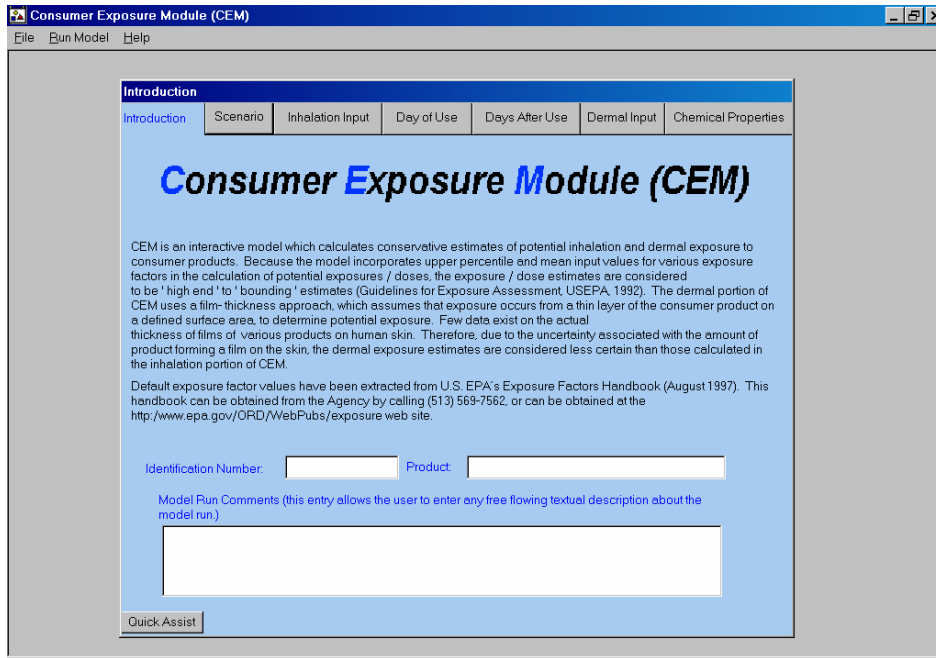 Consumer Exposure Module (CEM)
File Run Model Help
Introduction
Introduction Scenario Inhalation Input Day of Use Days After Use Dermal Input Chemical Properties
Consumer Exposure Module (CEM)
CEM is an interactive model which calculates conservative estimates of potential inhalation and dermal exposure to
consumer products. Because the model incorporates upper percentile and mean input values for various exposure
factors in the calculation of potential exposures / doses, the exposure / dose estimates are considered
to be ' high end ' to ' bounding ' estimates (Guidelines for Exposure Assessment, USEPA, 1992). The dermal portion of
CEM uses a film- thickness approach, which assumes that exposure occurs from a thin layer of the consumer product on
a defined surface area, to determine potential exposure. Few data exist on the actual
thickness of films of various products on human skin. Therefore, due to the uncertainty associated with the amount of
product forming a film on the skin, the dermal exposure estimates are considered less certain than those calculated in
the inhalation portion of CEM.
Default exposure factor values have been extracted from U.S. EPA's Exposure Factors Handbook (August 1997). This
handbook can be obtained from the Agency by calling (513) 569-7562, or can be obtained at the
http:/www.epa.gov/ORD/WebPubs/exposure web site.
Identification Number: Product:
Model Run Comments (this entry allows the user to enter any free flowing textual description about the
model run.)
Quick Assist